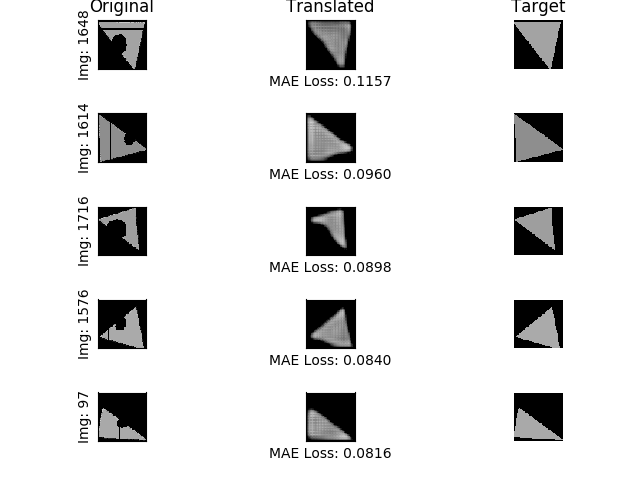 Original Translated Target
Img: 1648
MAE Loss: 0.1157
Img: 1614
MAE Loss: 0.0960
Img: 1716
MAE Loss: 0.0898
Img: 1576
MAE Loss: 0.0840
Img: 97
MAE Loss: 0.0816